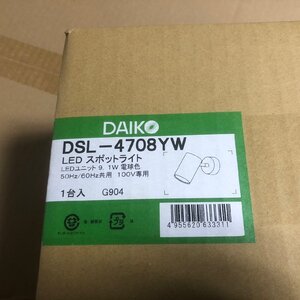 DAIKO
DSL-4708YW
LED スポットライト
LEDユニット 9.1W 電球色
50Hz/60Hz共用 100V専用
1台入 G904
4955620633311